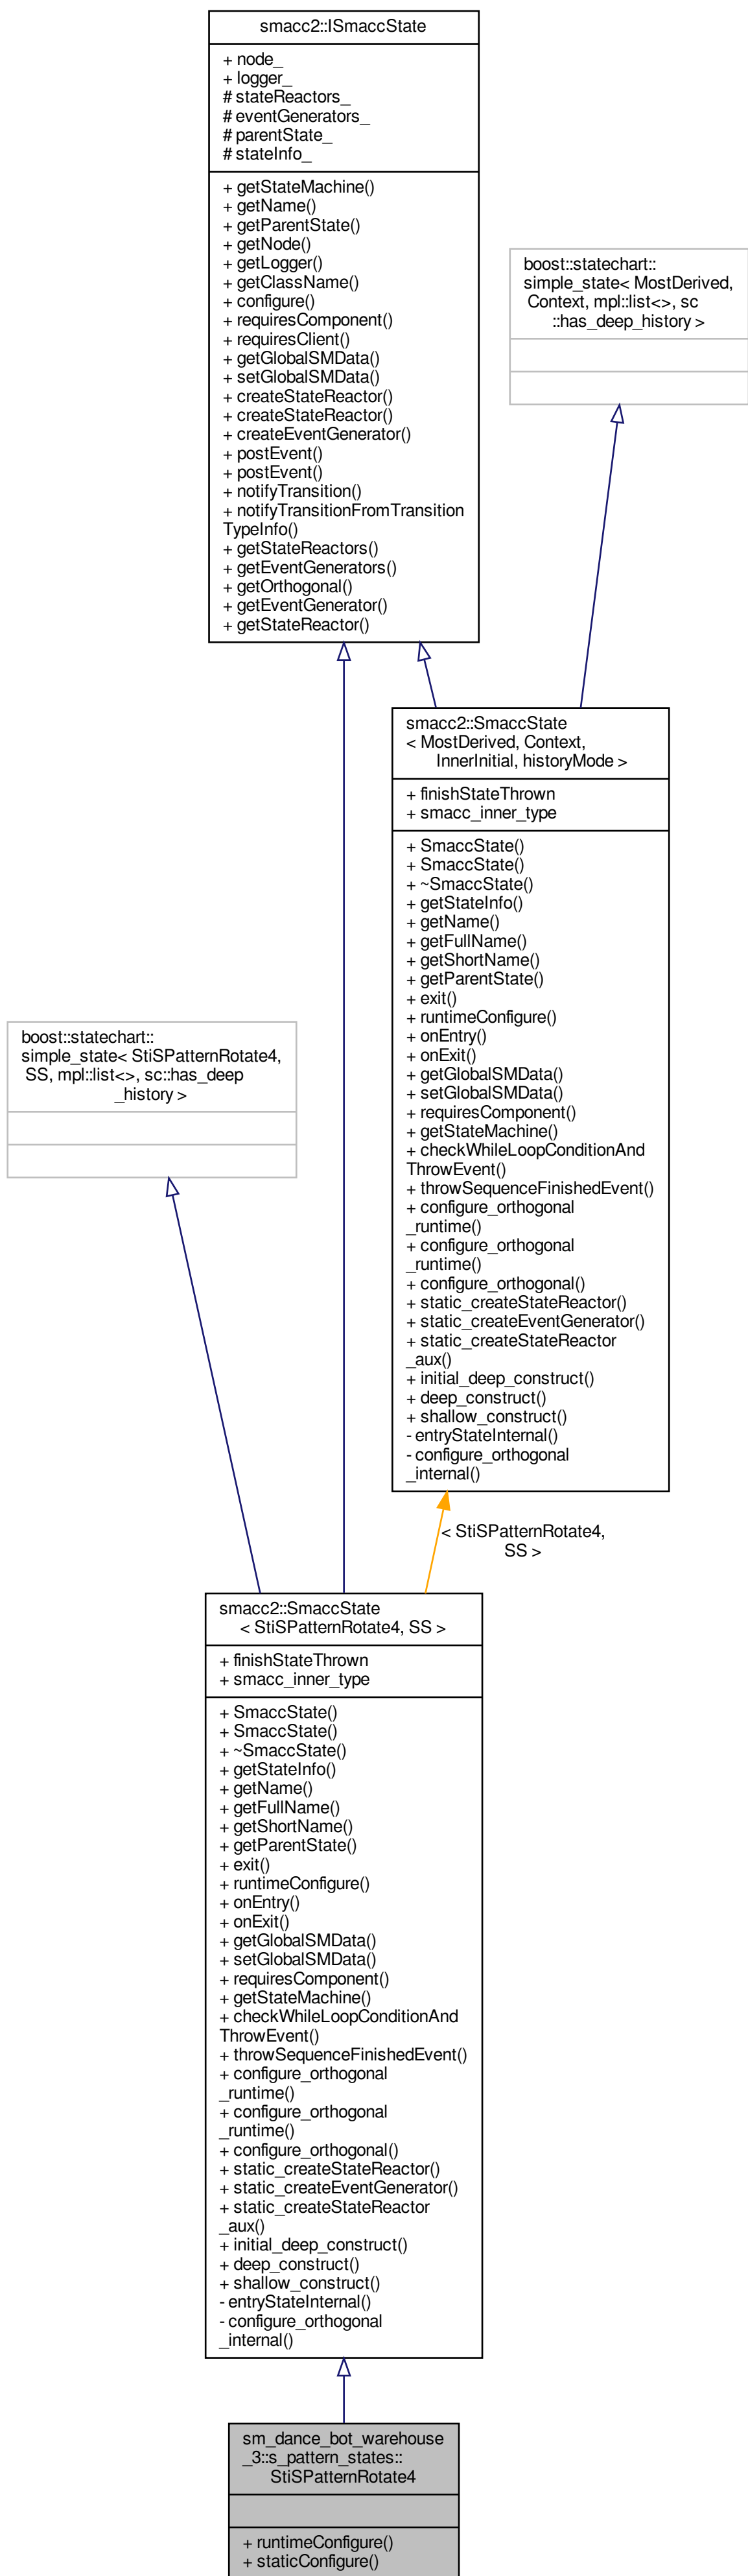 smacc2::ISmaccState
+ node_
+ logger_
# stateReactors_
# eventGenerators_
# parentState_
# stateInfo_
+ getStateMachine()
+ getName()
+ getParentState()
+ getNode()
+ getLogger()
+ getClassName()
+ configure()
+ requiresComponent()
+ requiresClient()
+ getGlobalSMData()
+ setGlobalSMData()
+ createStateReactor()
+ createStateReactor()
+ createEventGenerator()
+ postEvent()
+ postEvent()
+ notifyTransition()
+ notifyTransitionFromTransition
TypeInfo()
+ getStateReactors()
+ getEventGenerators()
+ getOrthogonal()
+ getEventGenerator()
+ getStateReactor()
boost::statechart::
simple_state< MostDerived,
Context, mpl::list<>, sc
::has_deep_history >
smacc2::SmaccState
< MostDerived, Context,
InnerInitial, historyMode >
+ finishStateThrown
+ smacc_inner_type
+ SmaccState()
+ SmaccState()
+ ~SmaccState()
+ getStateInfo()
+ getName()
+ getFullName()
+ getShortName()
+ getParentState()
+ exit()
+ runtimeConfigure()
+ onEntry()
+ onExit()
+ getGlobalSMData()
+ setGlobalSMData()
+ requiresComponent()
+ getStateMachine()
+ checkWhileLoopConditionAnd
ThrowEvent()
+ throwSequenceFinishedEvent()
+ configure_orthogonal
_runtime()
+ configure_orthogonal
_runtime()
+ configure_orthogonal()
+ static_createStateReactor()
+ static_createEventGenerator()
+ static_createStateReactor
_aux()
+ initial_deep_construct()
+ deep_construct()
+ shallow_construct()
- entryStateInternal()
- configure_orthogonal
_internal()
boost::statechart::
simple_state< StiSPatternRotate4,
SS, mpl::list<>, sc::has_deep
_history >
< StiSPatternRotate4,
SS >
smacc2::SmaccState
< StiSPatternRotate4, SS >
+ finishStateThrown
+ smacc_inner_type
+ SmaccState()
+ SmaccState()
+ ~SmaccState()
+ getStateInfo()
+ getName()
+ getFullName()
+ getShortName()
+ getParentState()
+ exit()
+ runtimeConfigure()
+ onEntry()
+ onExit()
+ getGlobalSMData()
+ setGlobalSMData()
+ requiresComponent()
+ getStateMachine()
+ checkWhileLoopConditionAnd
ThrowEvent()
+ throwSequenceFinishedEvent()
+ configure_orthogonal
_runtime()
+ configure_orthogonal
_runtime()
+ configure_orthogonal()
+ static_createStateReactor()
+ static_createEventGenerator()
+ static_createStateReactor
_aux()
+ initial_deep_construct()
+ deep_construct()
+ shallow_construct()
- entryStateInternal()
- configure_orthogonal
_internal()
sm_dance_bot_warehouse
_3::s_pattern_states::
StiSPatternRotate4
+ runtimeConfigure()
+ staticConfigure()